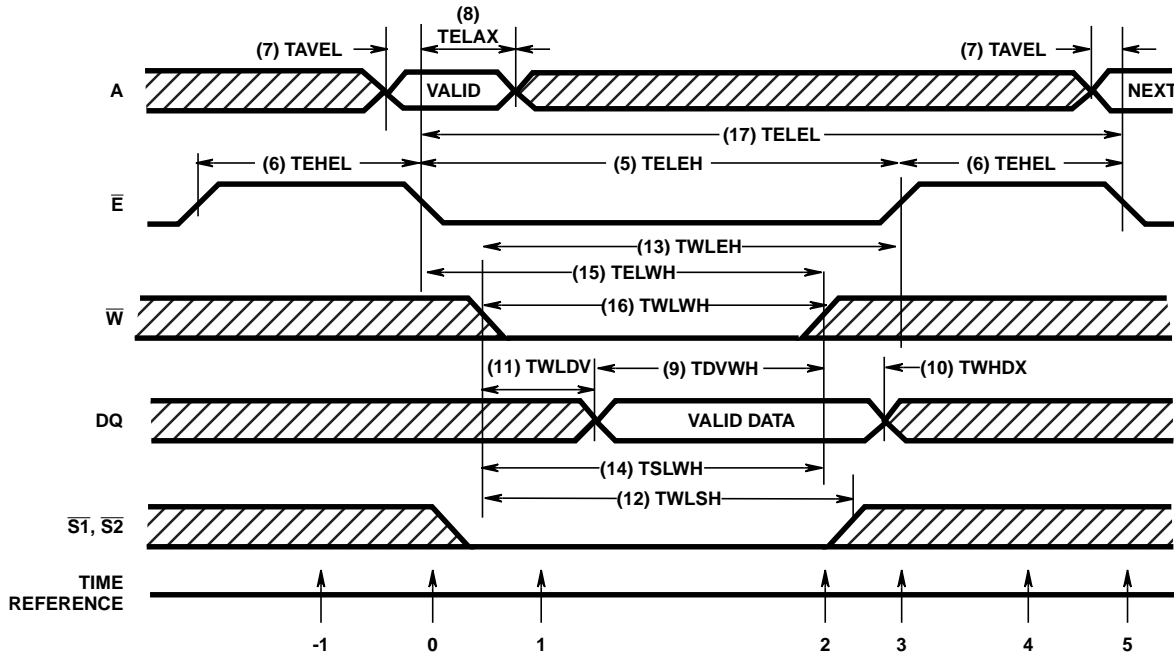 (8)
(7) TAVEL TELAX (7) TAVEL
A VALID NEXT
(17) TELEL
(6) TEHEL (5) TELEH (6) TEHEL
E̅
(13) TWLEH
(15) TELWH
W̅ (16) TWLWH
(11) TWLDV (9) TDVWH (10) TWHDX
DQ VALID DATA
(14) TSLWH
(12) TWLSH
S̅1̅, S̅2̅
TIME
REFERENCE
-1 0 1 2 3 4 5